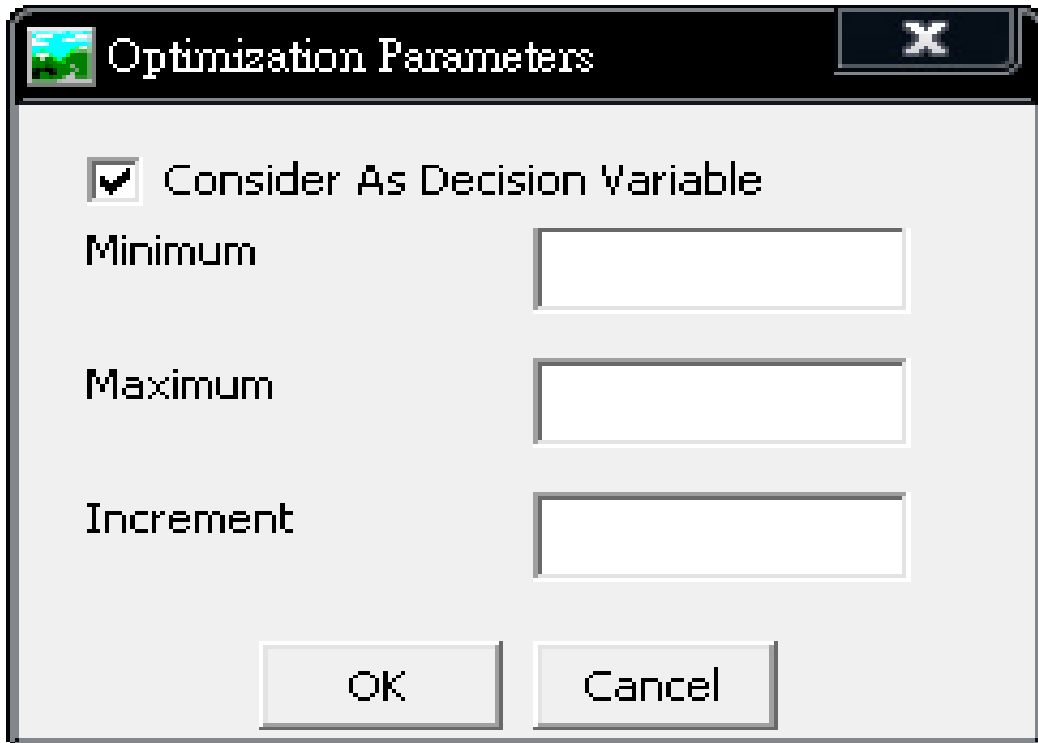 Optimization Parameters
Consider As Decision Variable
Minimum
Maximum
Increment
OK Cancel